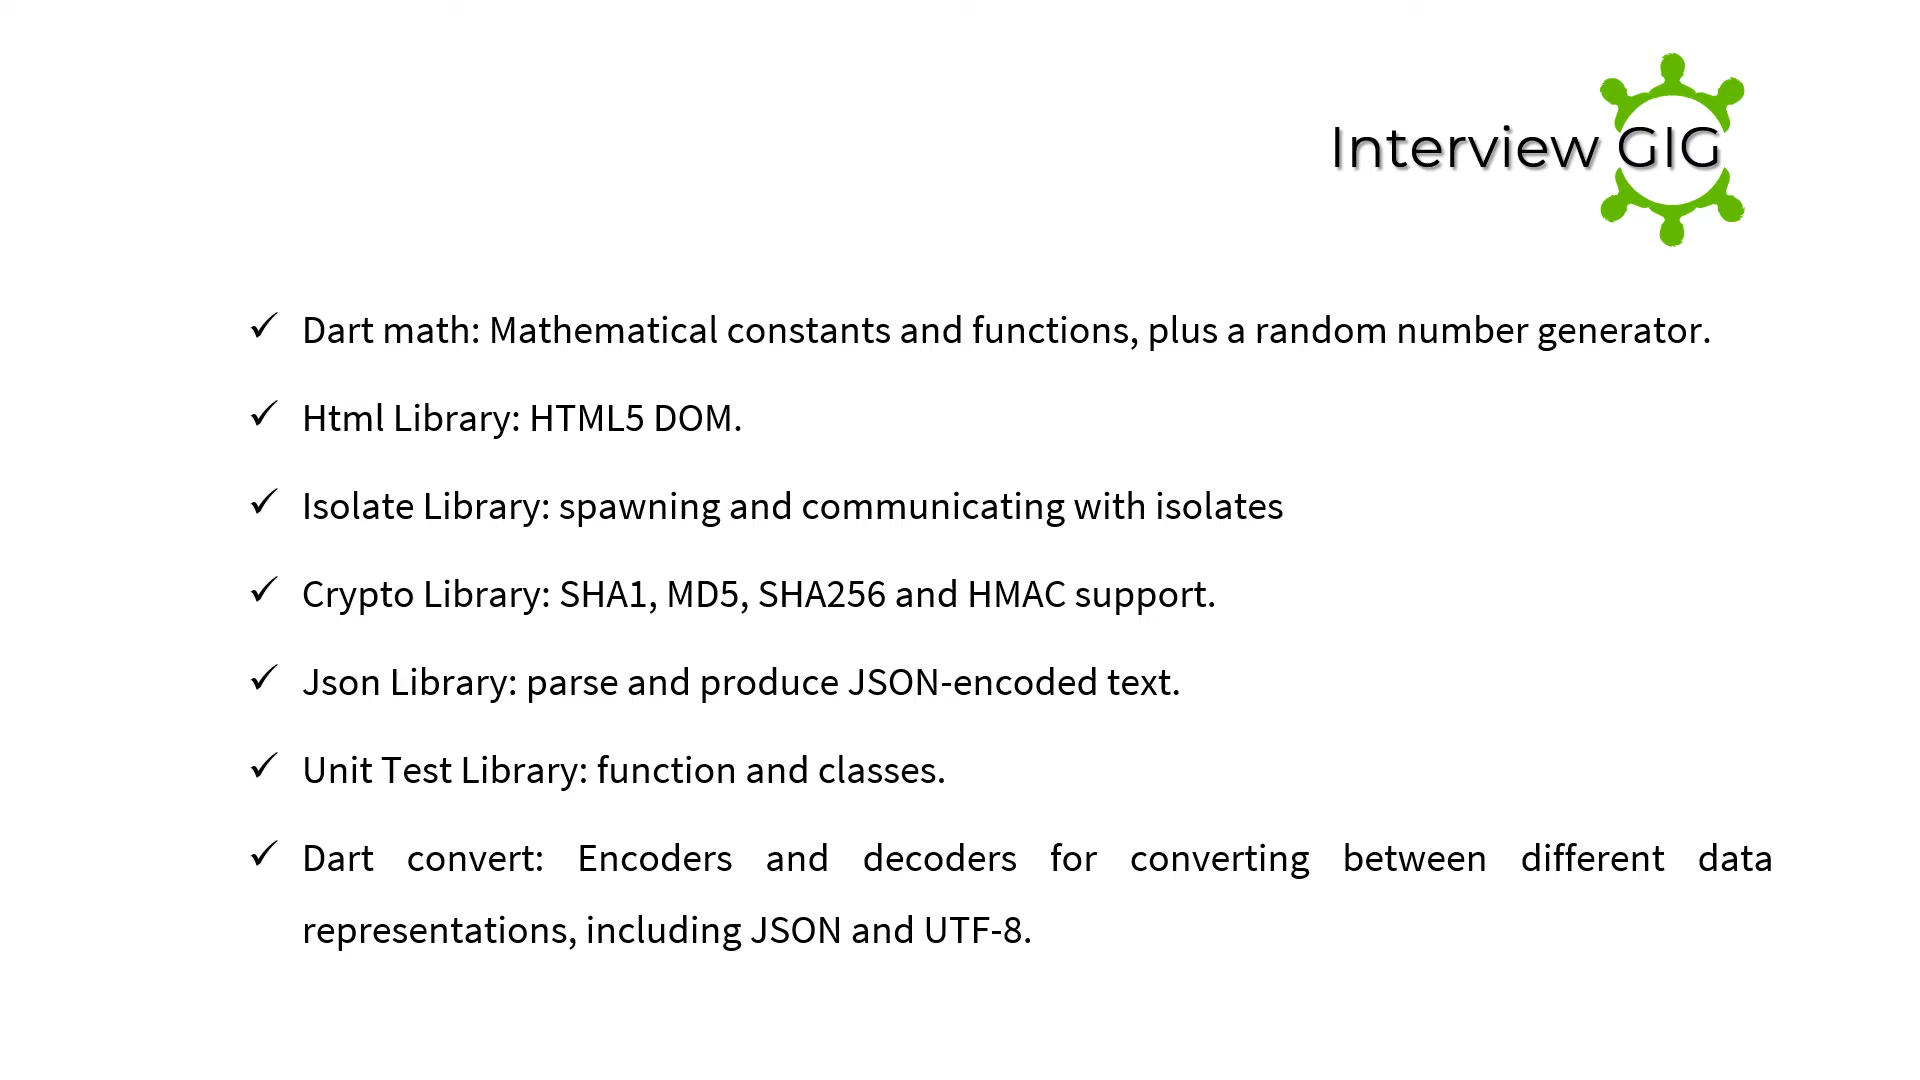 Interview GIG
✓ Dart math: Mathematical constants and functions, plus a random number generator.
✓ Html Library: HTML5 DOM.
✓ Isolate Library: spawning and communicating with isolates
✓ Crypto Library: SHA1, MD5, SHA256 and HMAC support.
✓ Json Library: parse and produce JSON-encoded text.
✓ Unit Test Library: function and classes.
✓ Dart convert: Encoders and decoders for converting between different data
representations, including JSON and UTF-8.